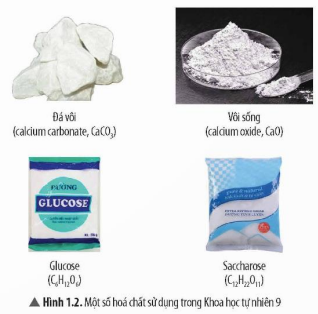 Đá vôi
(calcium carbonate, CaCO₃)
Vôi sống
(calcium oxide, CaO)
ĐƯỜNG
GLUCOSE
Glucose
(C₆H₁₂O₆)
Saccharose
(C₁₂H₂₂O₁₁)
▲ Hình 1.2. Một số hoá chất sử dụng trong Khoa học tự nhiên 9